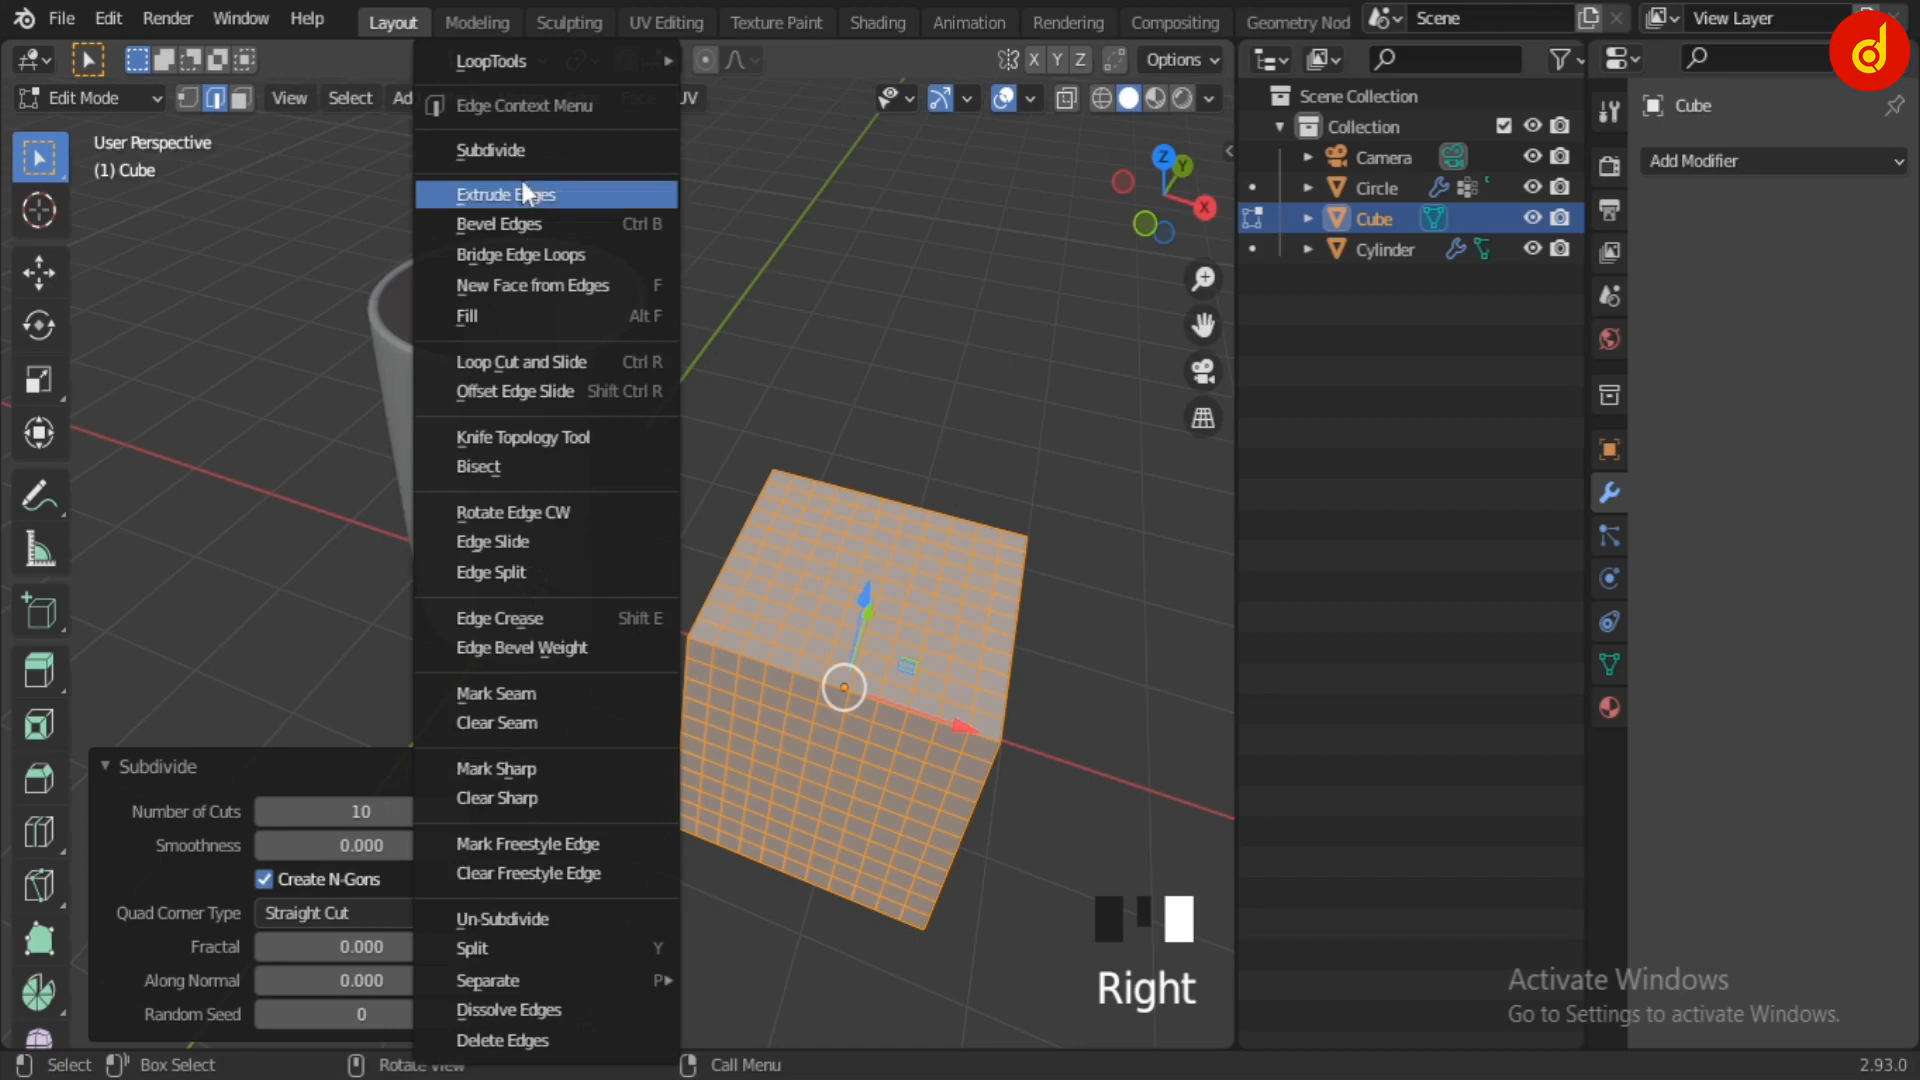 File Edit Render Window Help
Layout Modeling Sculpting UV Editing Texture Paint Shading Animation Rendering Compositing Geometry Nod
Scene
View Layer
X Y Z
Options
Edit Mode
View Select
UV
User Perspective
(1) Cube
LoopTools
Edge Context Menu
Subdivide
Extrude Edges
Bevel Edges Ctrl B
Bridge Edge Loops
New Face from Edges F
Fill Alt F
Loop Cut and Slide Ctrl R
Offset Edge Slide Shift Ctrl R
Knife Topology Tool
Bisect
Rotate Edge CW
Edge Slide
Edge Split
Edge Crease Shift E
Edge Bevel Weight
Mark Seam
Clear Seam
Mark Sharp
Clear Sharp
Mark Freestyle Edge
Clear Freestyle Edge
Un-Subdivide
Split Y
Separate P
Dissolve Edges
Delete Edges
Z
Y
X
Scene Collection
Collection
Camera
Circle
Cube
Cylinder
Cube
Add Modifier
Subdivide
Number of Cuts 10
Smoothness 0.000
Create N-Gons
Quad Corner Type Straight Cut
Fractal 0.000
Along Normal 0.000
Random Seed 0
Right
Activate Windows
Go to Settings to activate Windows.
Select
Box Select
Rotate View
Call Menu
2.93.0